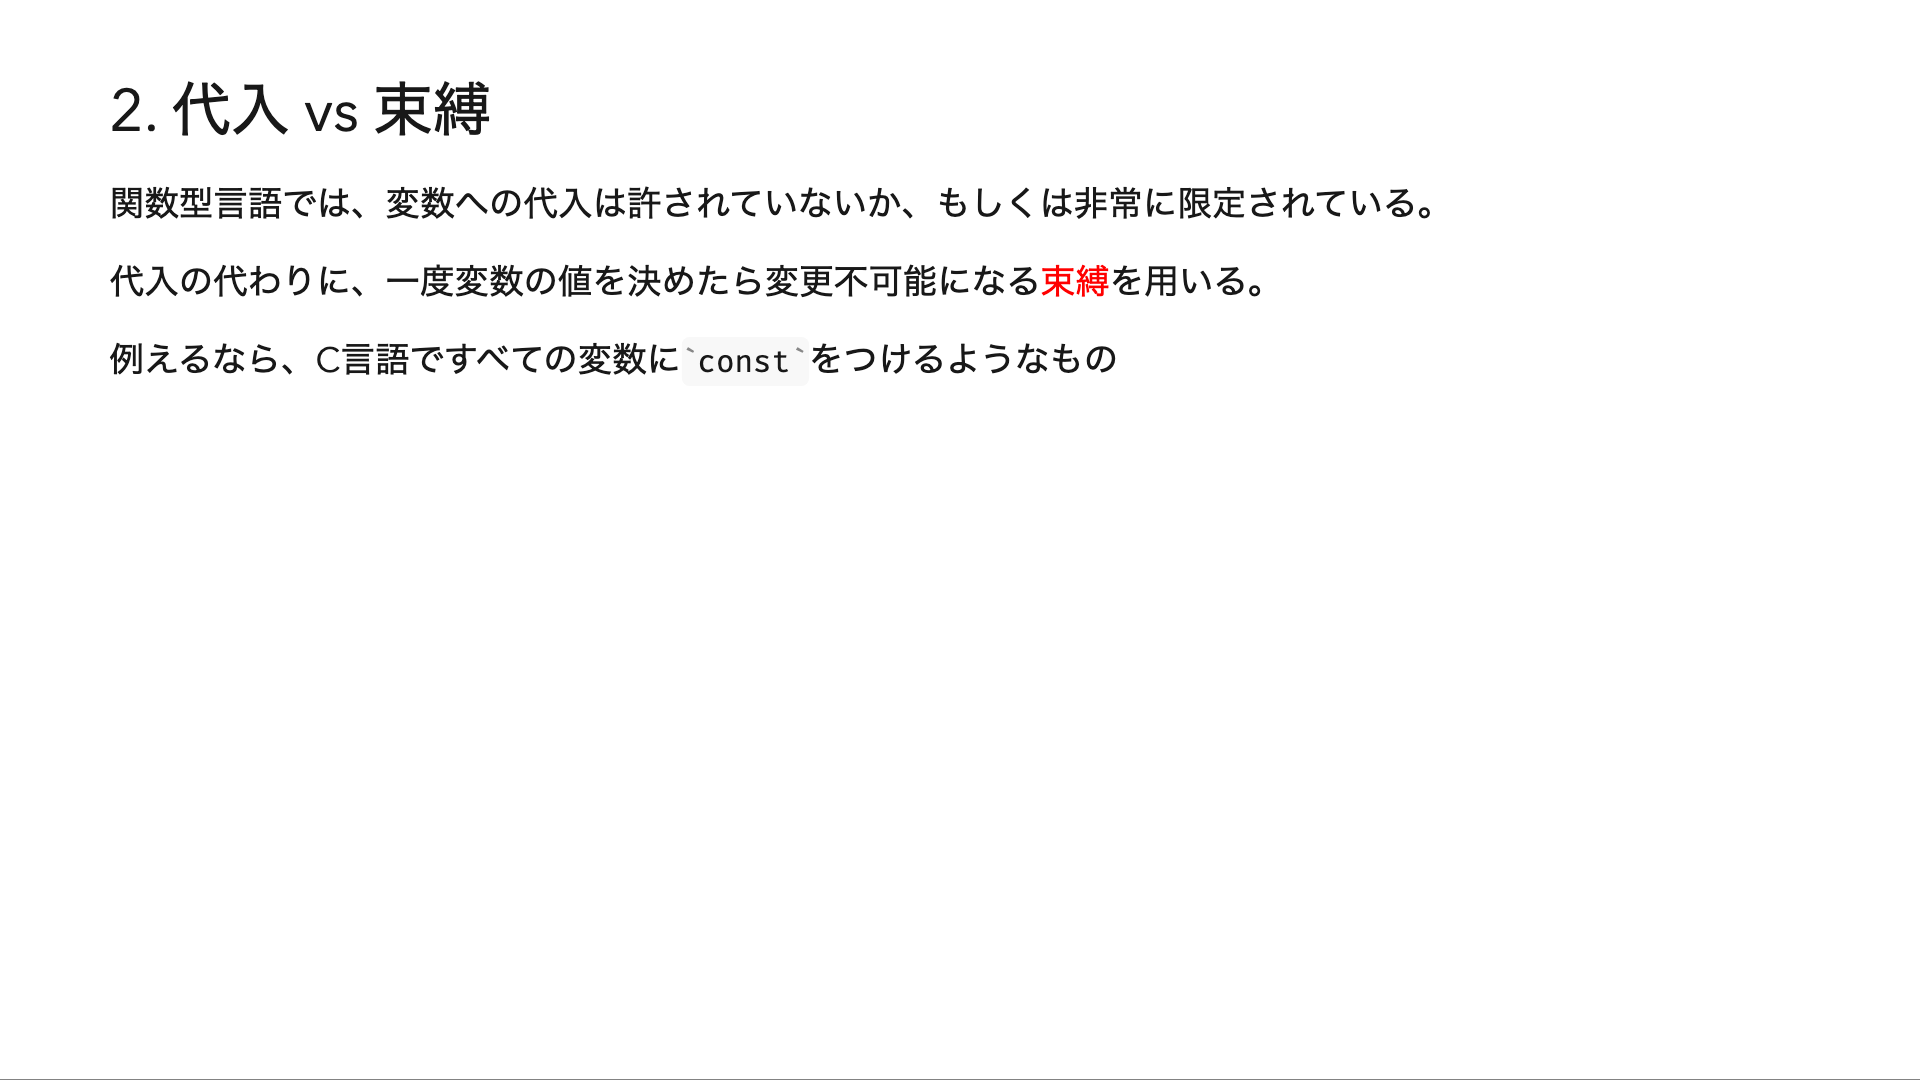 2. 代入 vs 束縛
関数型言語では、変数への代入は許されていないか、もしくは非常に限定されている。
代入の代わりに、一度変数の値を決めたら変更不可能になる束縛を用いる。
例えるなら、C言語ですべての変数に`const`をつけるようなもの